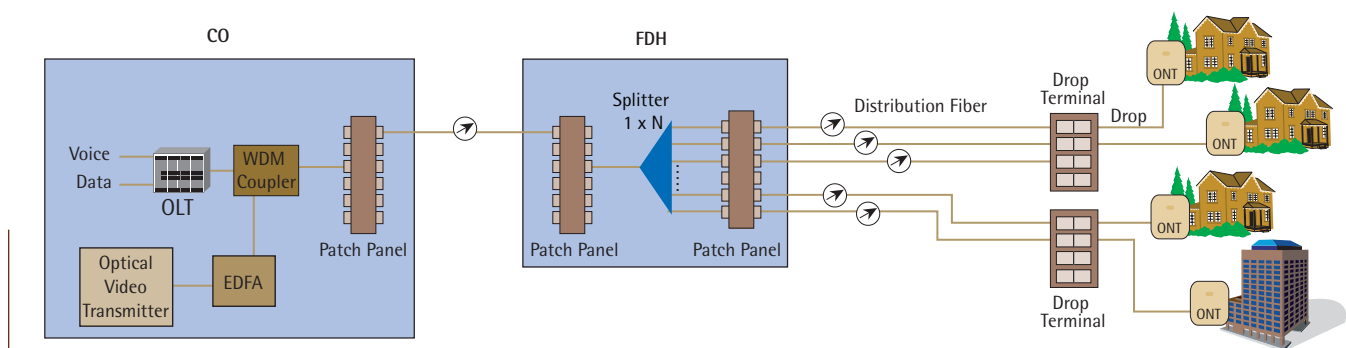 CO
Voice
Data
OLT
WDM
Coupler
Patch Panel
Optical
Video
Transmitter
EDFA
FDH
Splitter
1 x N
Patch Panel
Patch Panel
Distribution Fiber
Drop
Terminal
Drop
ONT
ONT
ONT
ONT
Drop
Terminal